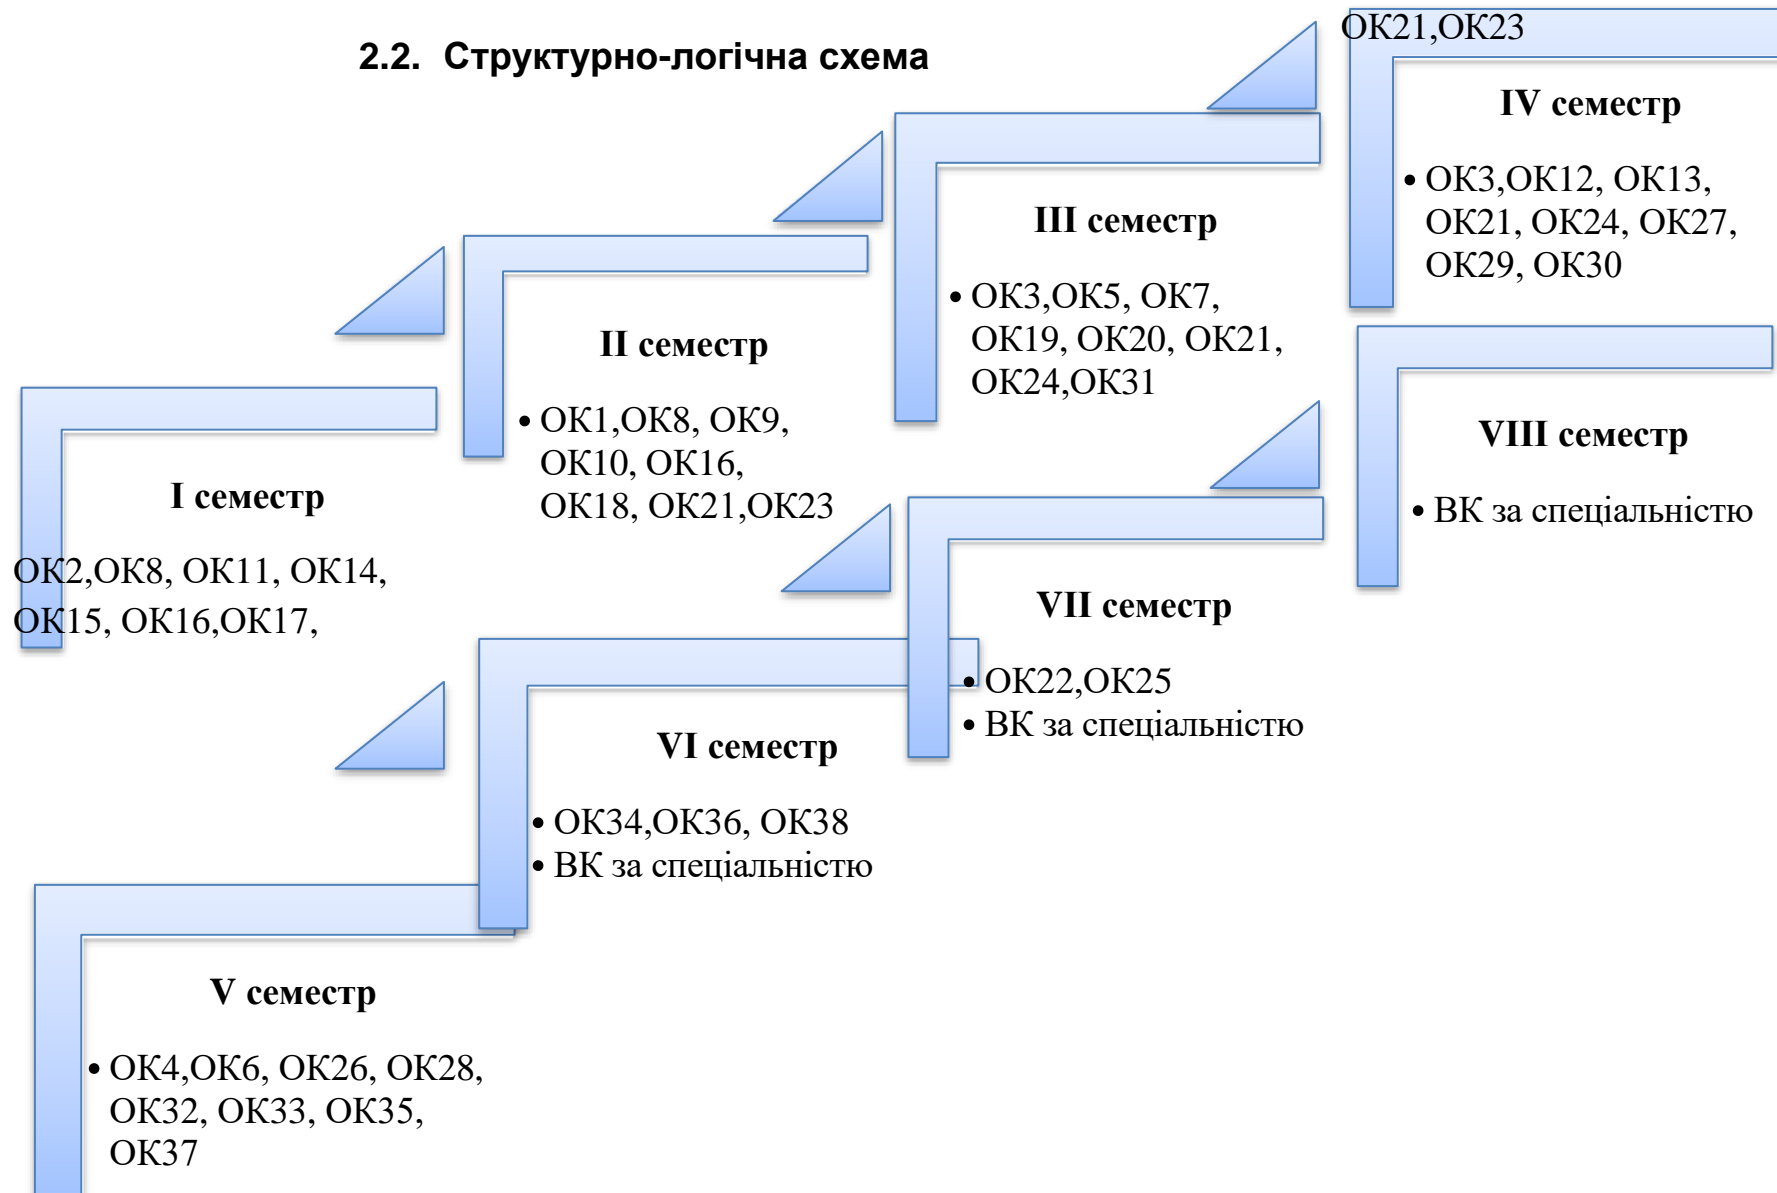 2.2. Структурно-логічна схема
I семестр
ОК2,ОК8, ОК11, ОК14,
ОК15, ОК16,ОК17,
II семестр
• ОК1,ОК8, ОК9,
ОК10, ОК16,
ОК18, ОК21,ОК23
III семестр
• ОК3,ОК5, ОК7,
ОК19, ОК20, ОК21,
ОК24,ОК31
ОК21,ОК23
IV семестр
• ОК3,ОК12, ОК13,
ОК21, ОК24, ОК27,
ОК29, ОК30
V семестр
• ОК4,ОК6, ОК26, ОК28,
ОК32, ОК33, ОК35,
ОК37
VI семестр
• ОК34,ОК36, ОК38
• ВК за спеціальністю
VII семестр
• ОК22,ОК25
• ВК за спеціальністю
VIII семестр
• ВК за спеціальністю